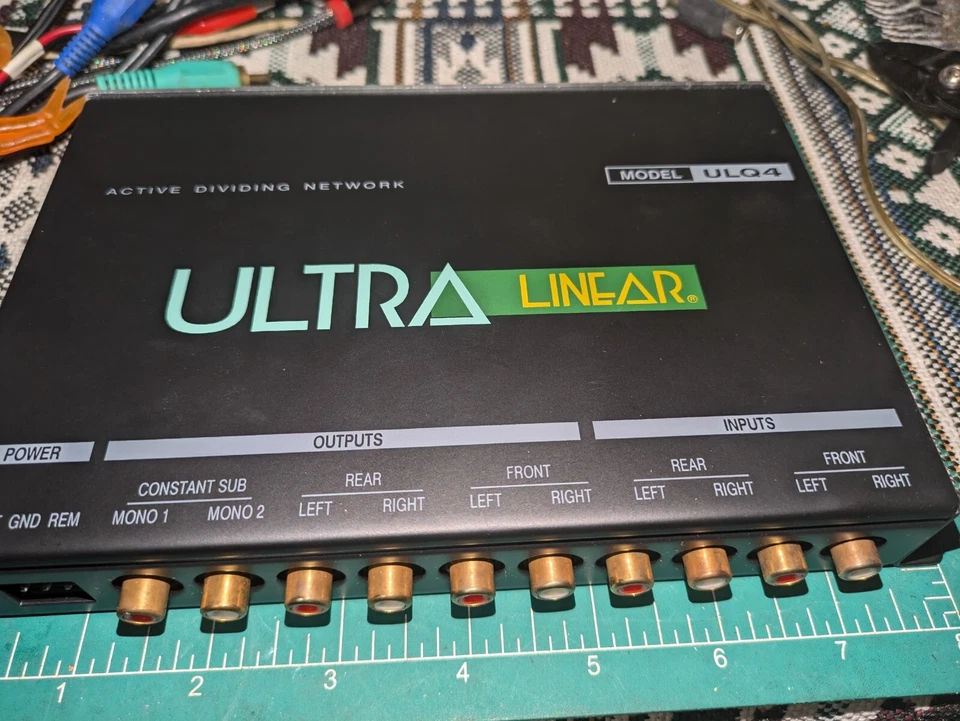 ACTIVE DIVIDING NETWORK
MODEL ULQ4
ULTRA LINEAR®
POWER OUTPUTS INPUTS
CONSTANT SUB REAR FRONT REAR FRONT
GND REM MONO 1 MONO 2 LEFT RIGHT LEFT RIGHT LEFT RIGHT LEFT RIGHT
1 2 3 4 5 6 7